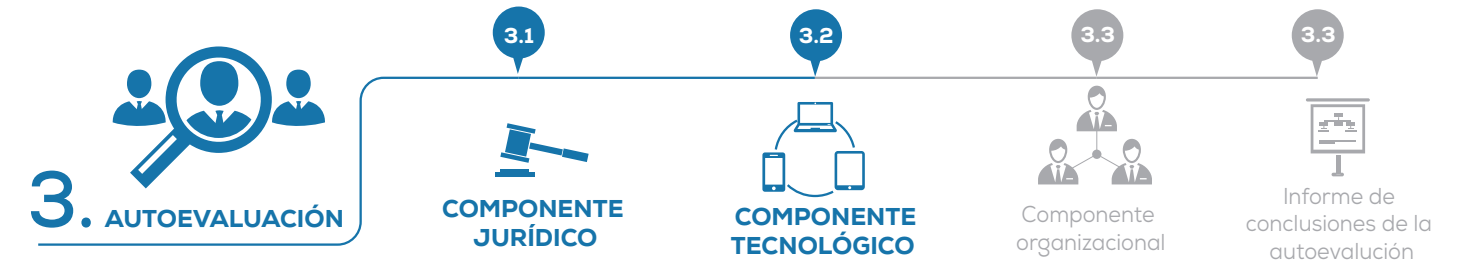 3. AUTOEVALUACIÓN
3.1
COMPONENTE
JURÍDICO
3.2
COMPONENTE
TECNOLÓGICO
3.3
Componente
organizacional
3.3
Informe de
conclusiones de la
autoevalución